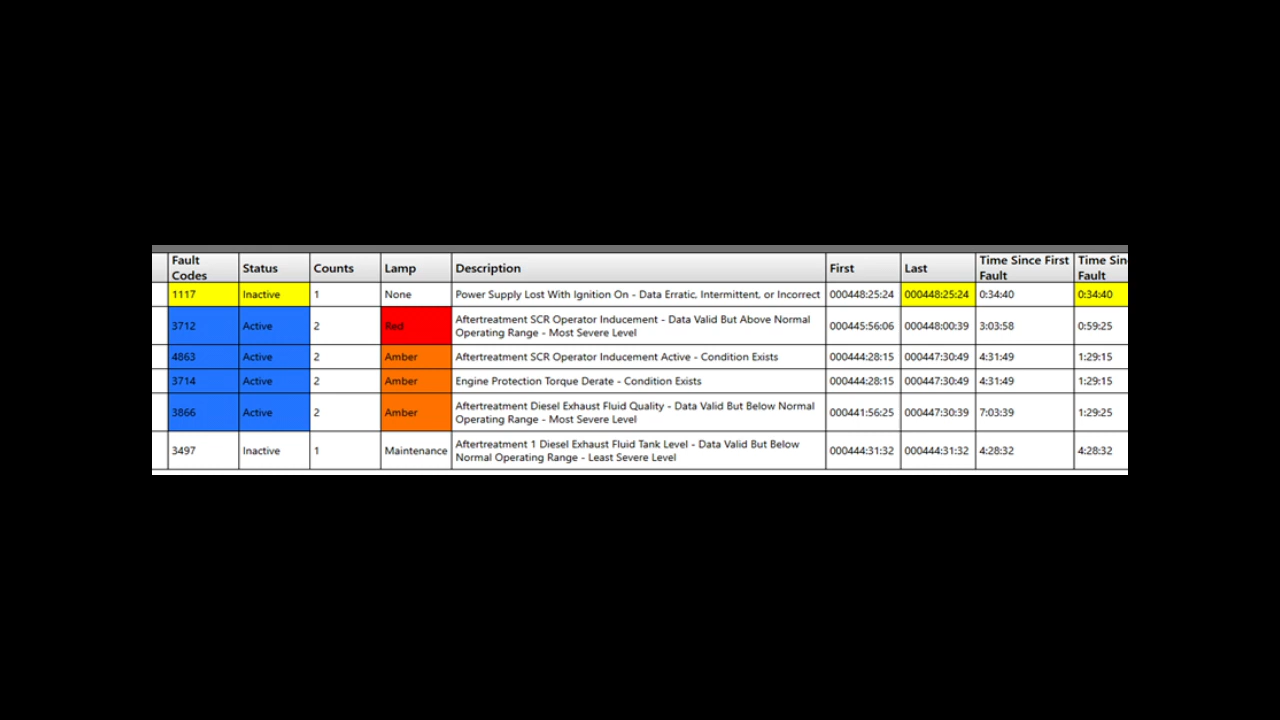 Fault Codes Status Counts Lamp Description First Last Time Since First Fault Time Sin Fault
1117 Inactive 1 None Power Supply Lost With Ignition On - Data Erratic, Intermittent, or Incorrect 000448:25:24 000448:25:24 0:34:40 0:34:40
3712 Active 2 Red Aftertreatment SCR Operator Inducement - Data Valid But Above Normal
Operating Range - Most Severe Level 000445:56:06 000448:00:39 3:03:58 0:59:25
4863 Active 2 Amber Aftertreatment SCR Operator Inducement Active - Condition Exists 000444:28:15 000447:30:49 4:31:49 1:29:15
3714 Active 2 Amber Engine Protection Torque Derate - Condition Exists 000444:28:15 000447:30:49 4:31:49 1:29:15
3866 Active 2 Amber Aftertreatment Diesel Exhaust Fluid Quality - Data Valid But Below Normal
Operating Range - Most Severe Level 000441:56:25 000447:30:39 7:03:39 1:29:25
3497 Inactive 1 Maintenance Aftertreatment 1 Diesel Exhaust Fluid Tank Level - Data Valid But Below
Normal Operating Range - Least Severe Level 000444:31:32 000444:31:32 4:28:32 4:28:32